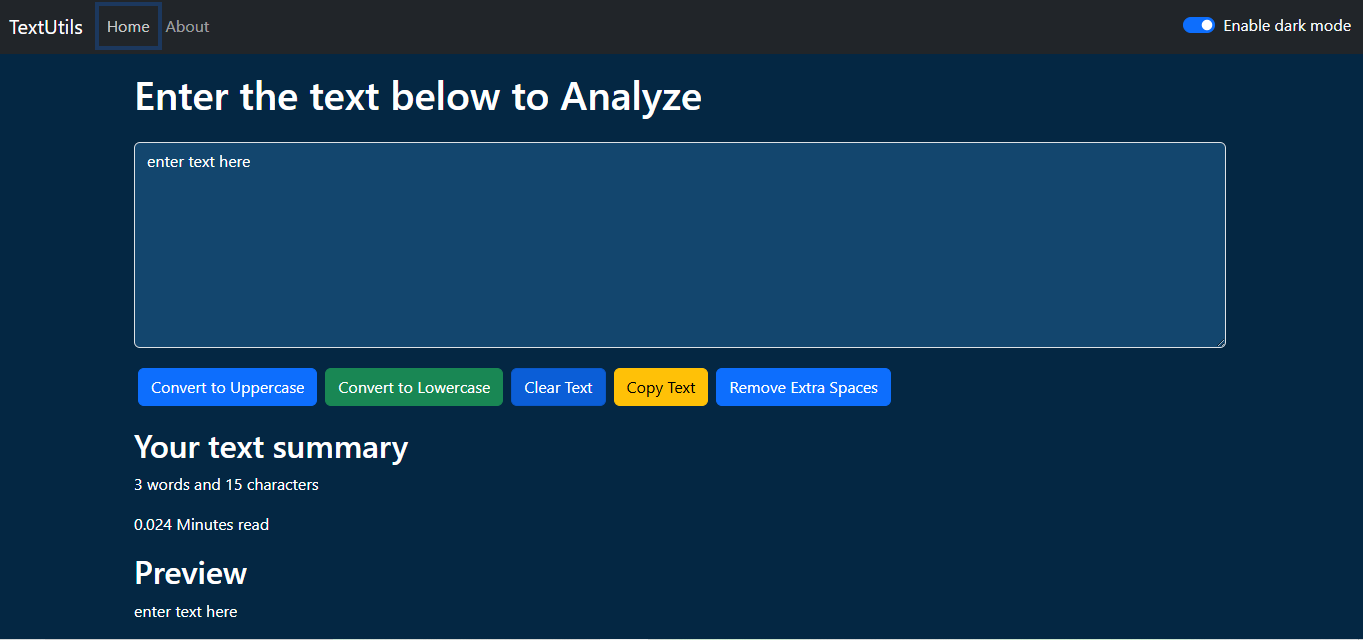 TextUtils Home About Enable dark mode
Enter the text below to Analyze
enter text here
Convert to Uppercase Convert to Lowercase Clear Text Copy Text Remove Extra Spaces
Your text summary
3 words and 15 characters
0.024 Minutes read
Preview
enter text here